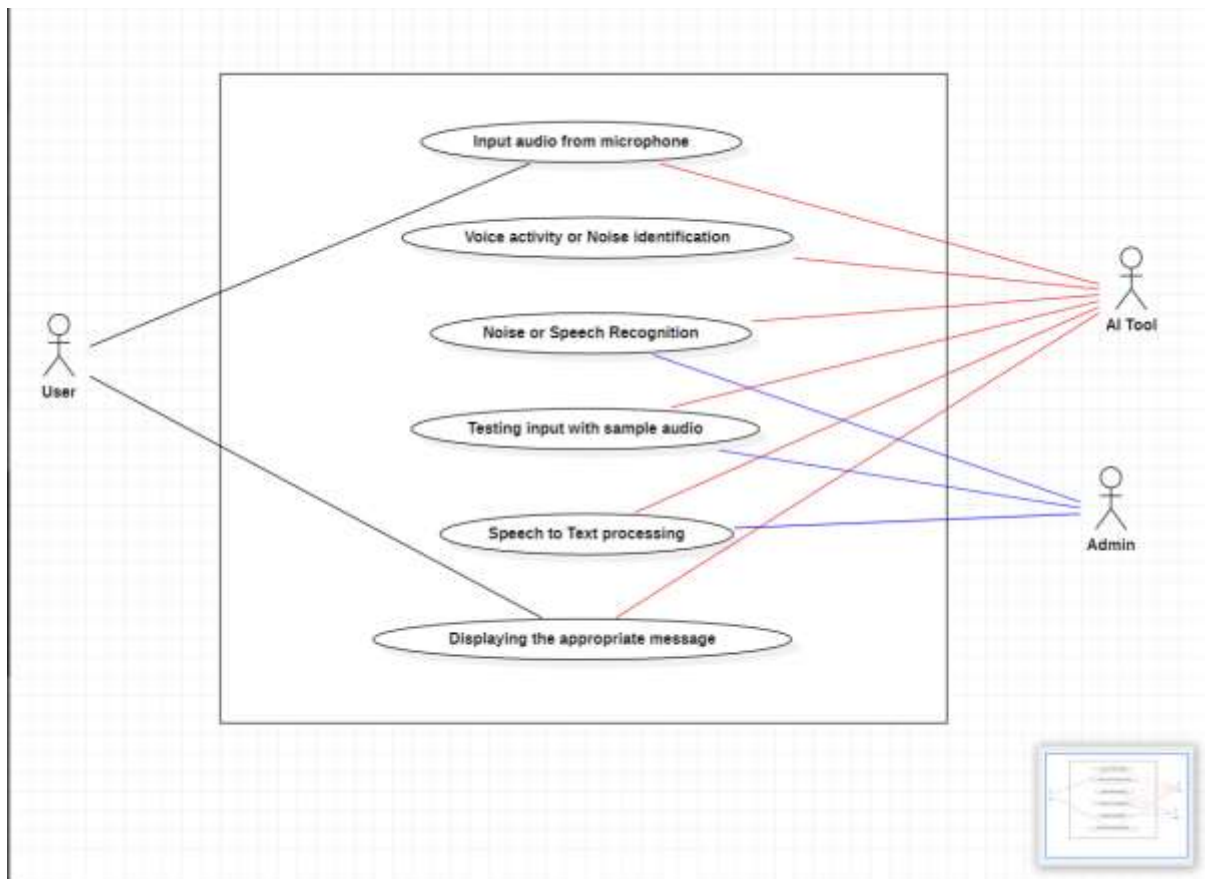 Input audio from microphone
Voice activity or Noise identification
Noise or Speech Recognition
AI Tool
User
Testing input with sample audio
Speech to Text processing
Admin
Displaying the appropriate message